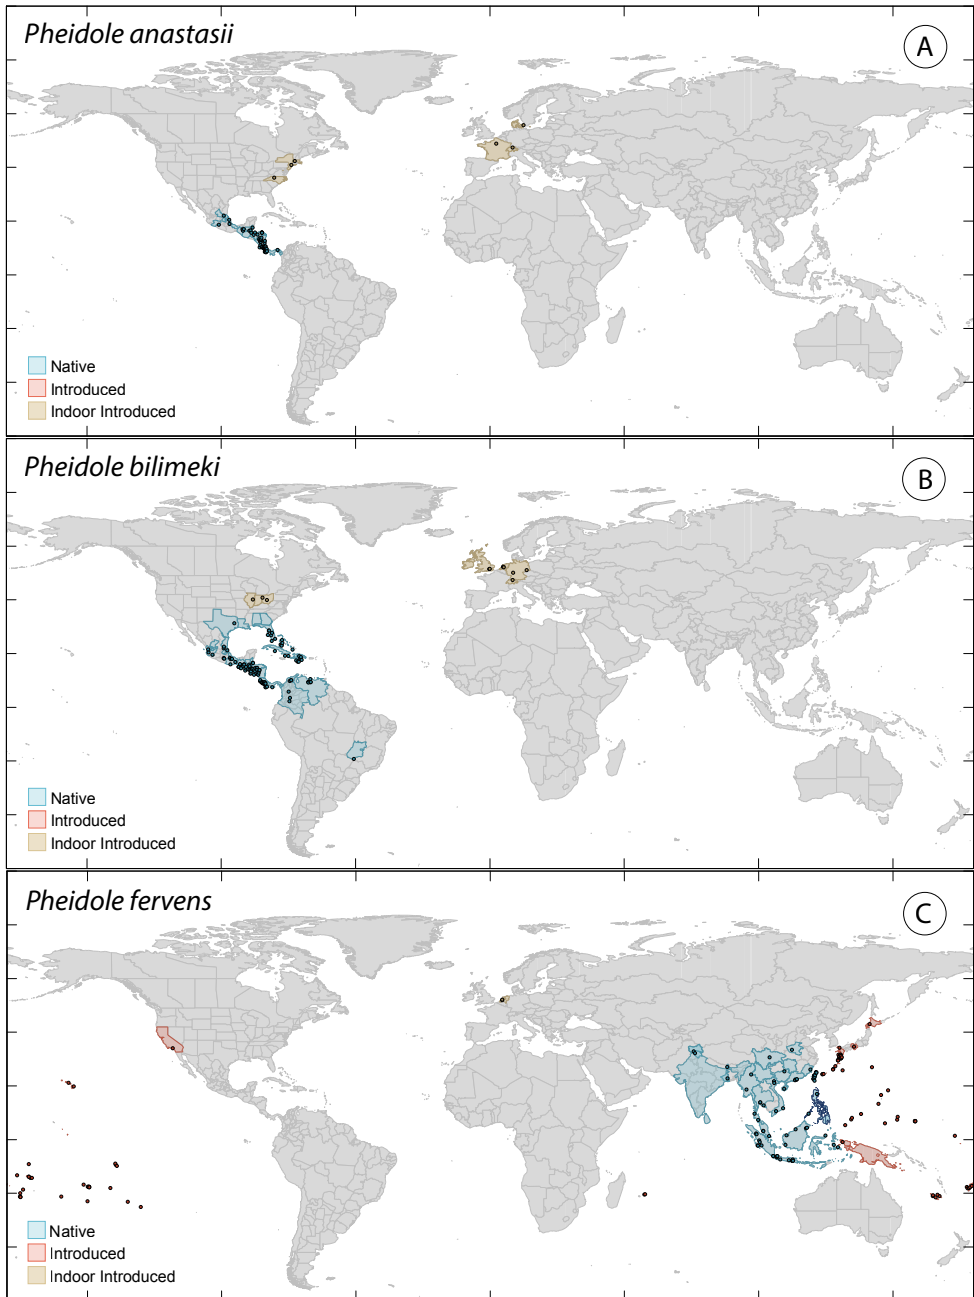 Pheidole anastasii
A
Native
Introduced
Indoor Introduced
Pheidole bilimeki
B
Native
Introduced
Indoor Introduced
Pheidole fervens
C
Native
Introduced
Indoor Introduced